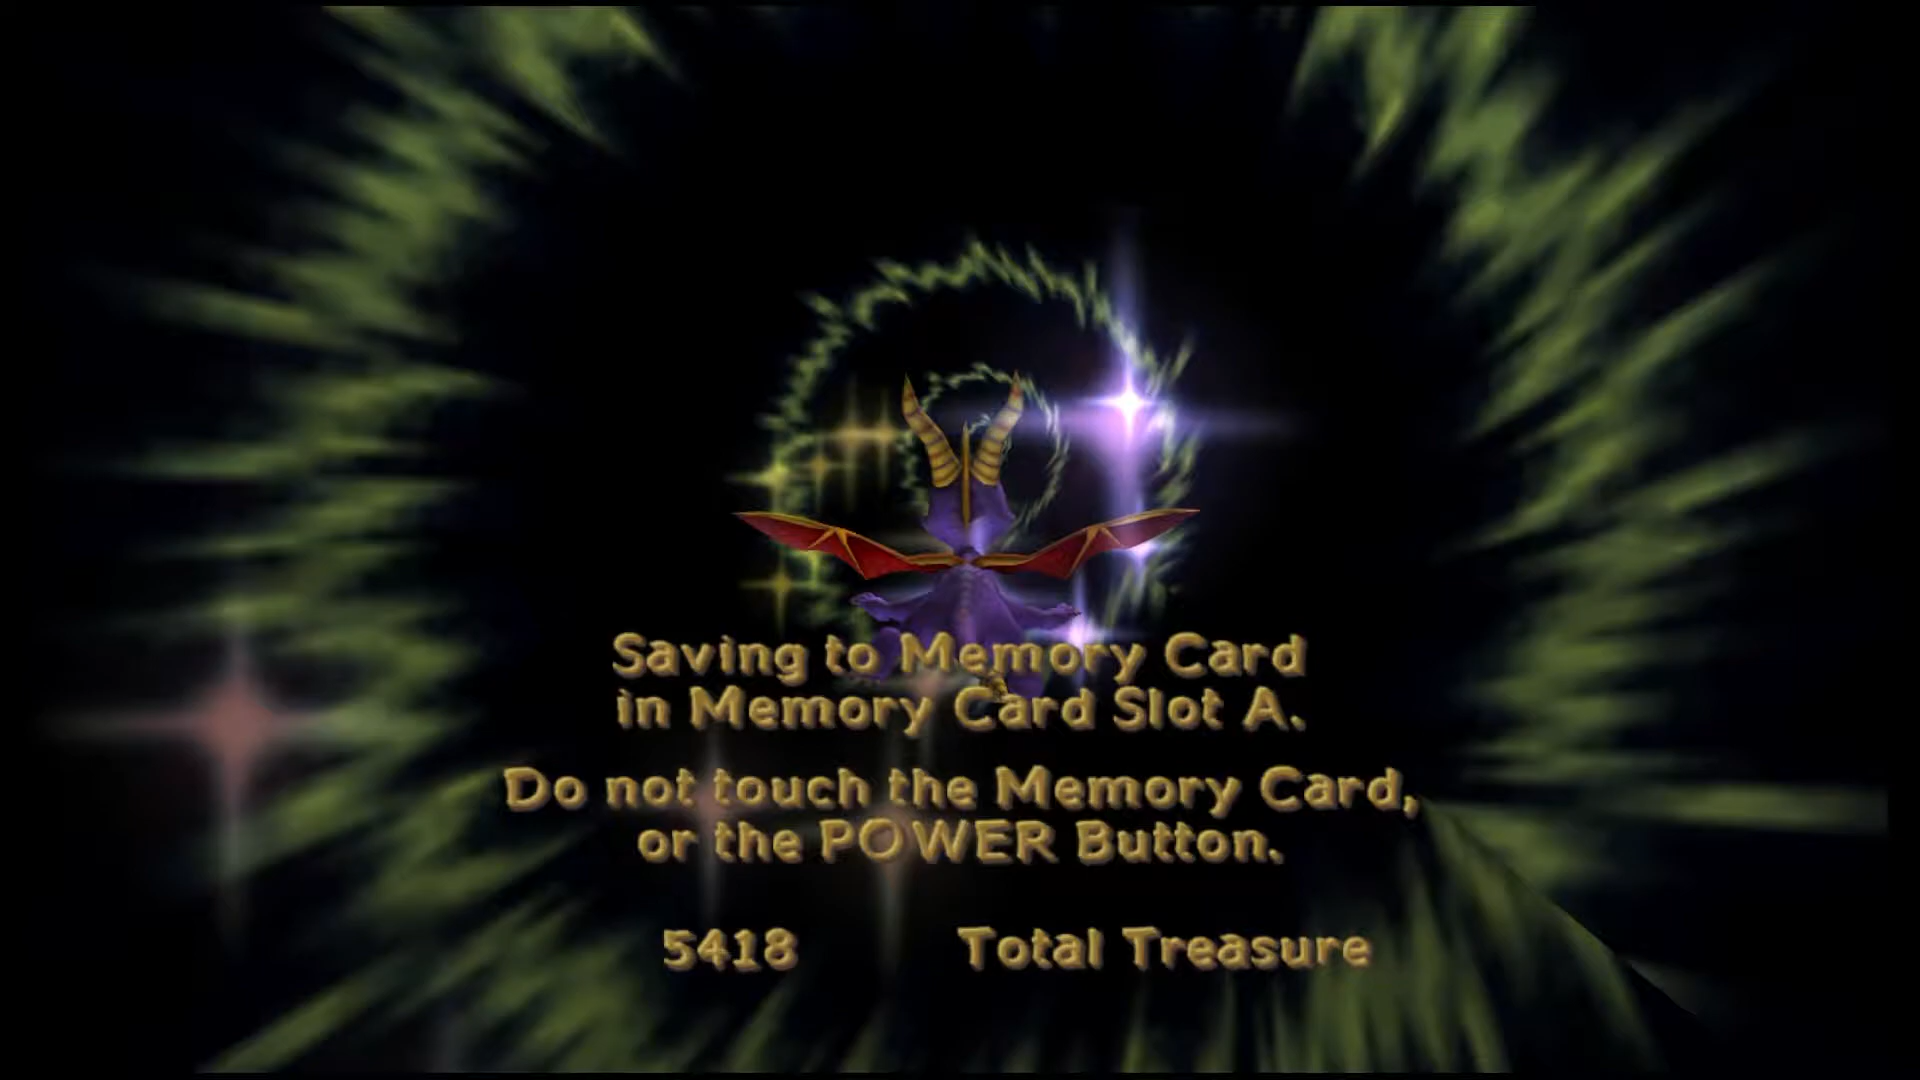 Saving to Memory Card
in Memory Card Slot A.
Do not touch the Memory Card,
or the POWER Button.
5418 Total Treasure